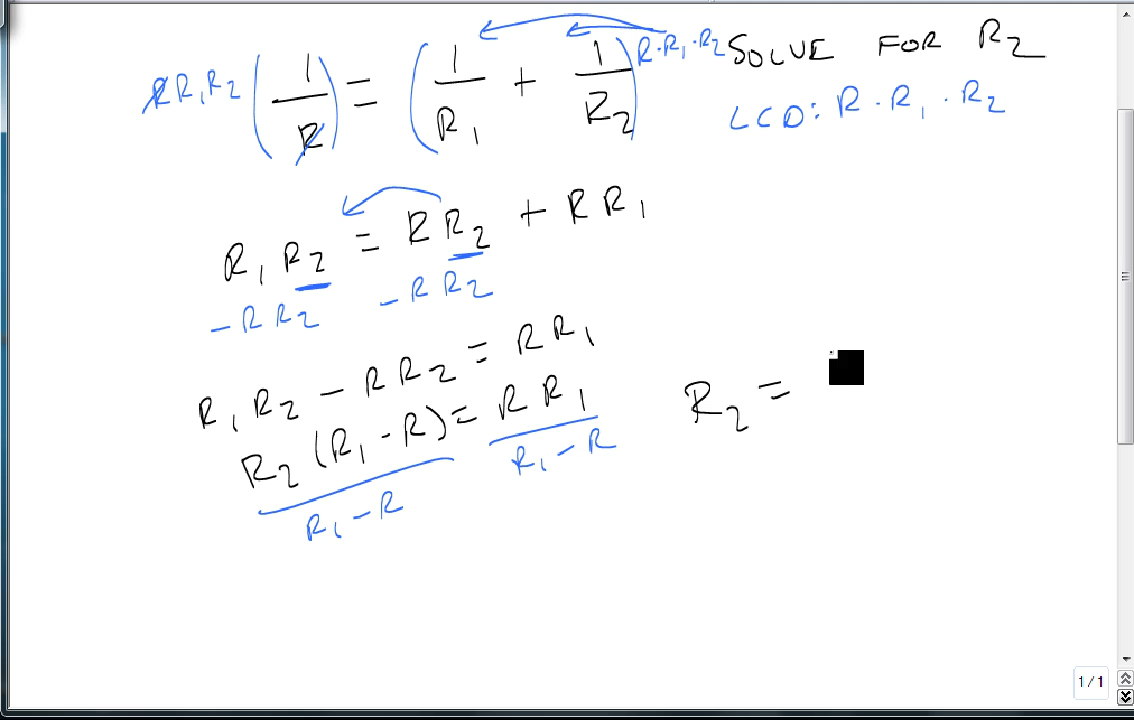 RR₁R₂ (1/R) = (1/R₁ + 1/R₂) R·R₁·R₂ SOLVE FOR R₂
LCD: R·R₁·R₂
R₁R₂ = RR₂ + RR₁
-RR₂ -RR₂
R₁R₂ - RR₂ = RR₁
R₂(R₁-R) = RR₁ R₂ =
R₁-R R₁-R
1/1